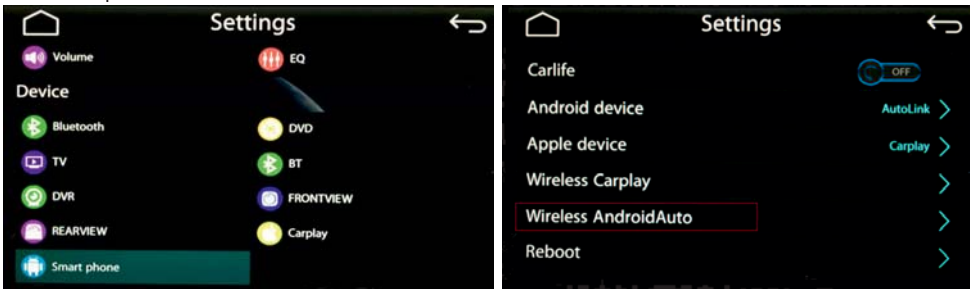 Settings
Volume
EQ
Device
Bluetooth
DVD
TV
BT
DVR
FRONTVIEW
REARVIEW
Carplay
Smart phone
Settings
Carlife
OFF
Android device
AutoLink
Apple device
Carplay
Wireless Carplay
Wireless AndroidAuto
Reboot